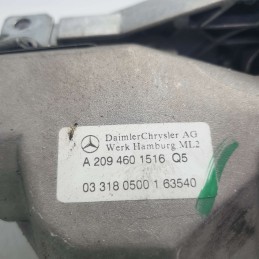 DaimlerChrysler AG
Werk Hamburg ML2
A 209 460 1516 Q5
03 318 0500 1 63540